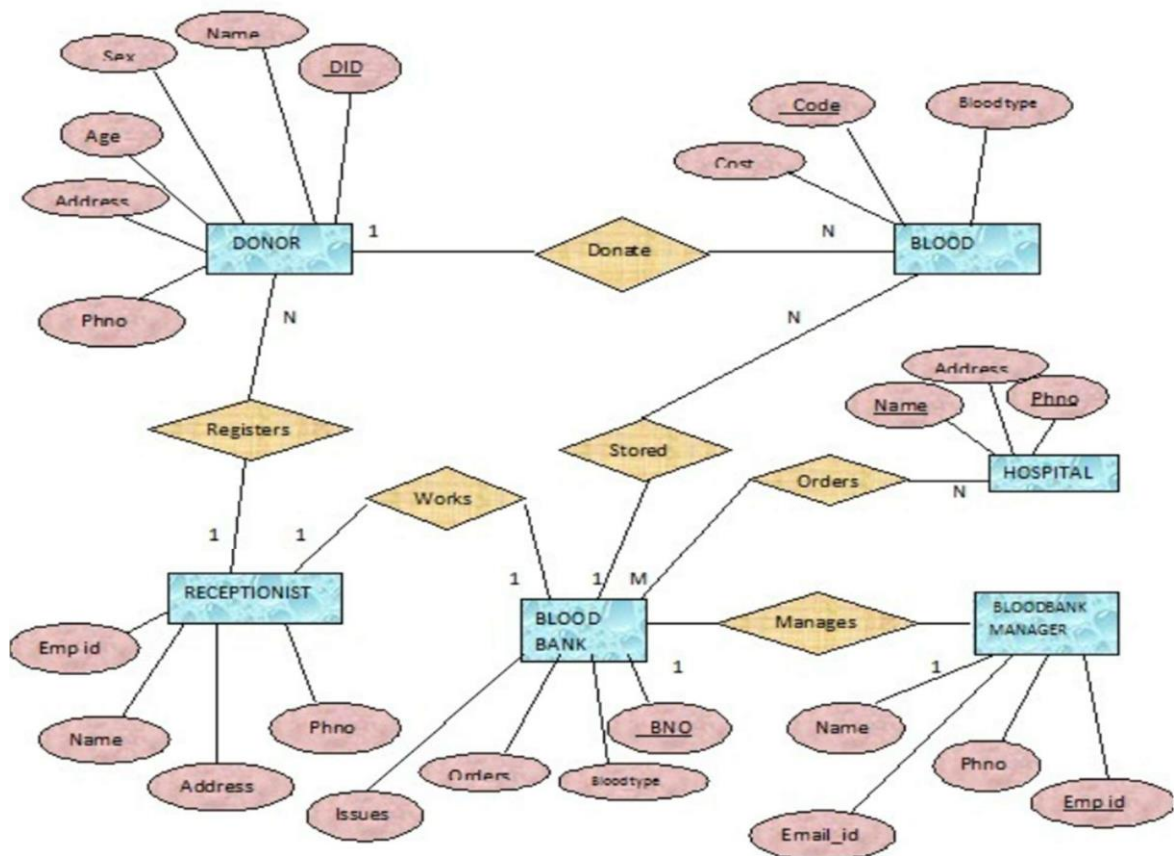 Name
Sex
DID
Code
Blood type
Age
Cost
Address
DONOR
1
Donate
N
BLOOD
Phno
N
N
Address
Name
Phno
Registers
Stored
HOSPITAL
Works
Orders
N
1
1
1
1
M
RECEPTIONIST
BLOOD
BANK
Manages
BLOODBANK
MANAGER
Emp id
1
1
Name
Phno
BNO
Name
Address
Orders
Blood type
Phno
Issues
Email_id
Emp id